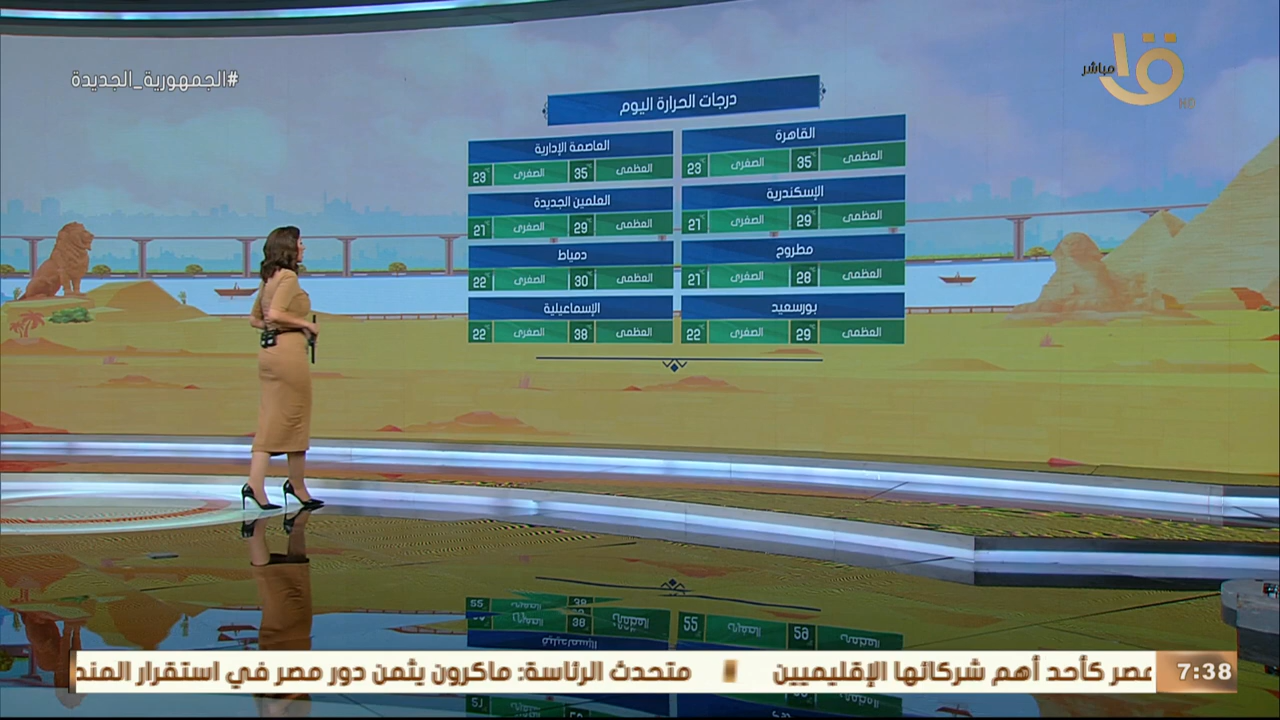 #الجمهورية_الجديدة
مباشر
HD
درجات الحرارة اليوم
القاهرة
العظمى 35° الصغرى 23°
العاصمة الإدارية
العظمى 35° الصغرى 23°
الإسكندرية
العظمى 29° الصغرى 21°
العلمين الجديدة
العظمى 29° الصغرى 21°
مطروح
العظمى 28° الصغرى 21°
دمياط
العظمى 30° الصغرى 22°
بورسعيد
العظمى 29° الصغرى 22°
الإسماعيلية
العظمى 38° الصغرى 22°
7:38
مصر كأحد أهم شركائها الإقليميين متحدث الرئاسة: ماكرون يثمن دور مصر في استقرار المند